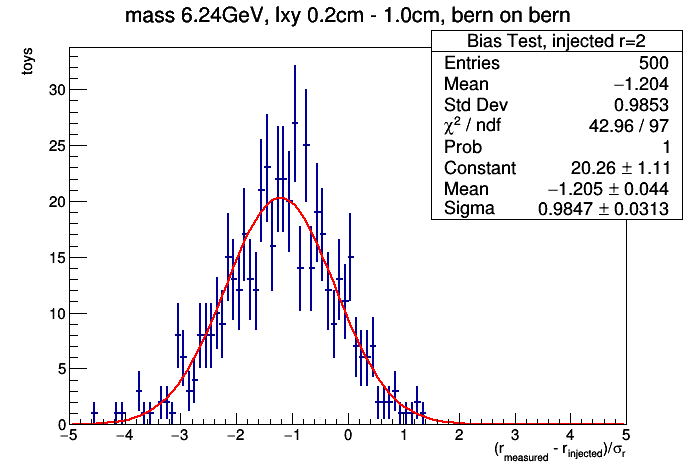 mass 6.24GeV, lxy 0.2cm - 1.0cm, bern on bern
toys
Bias Test, injected r=2
Entries 500
Mean −1.204
Std Dev 0.9853
χ² / ndf 42.96 / 97
Prob 1
Constant 20.26 ± 1.11
Mean −1.205 ± 0.044
Sigma 0.9847 ± 0.0313
30
25
20
15
10
5
0
−5 −4 −3 −2 −1 0 1 2 3 4 5
(r_measured - r_injected)/σ_r